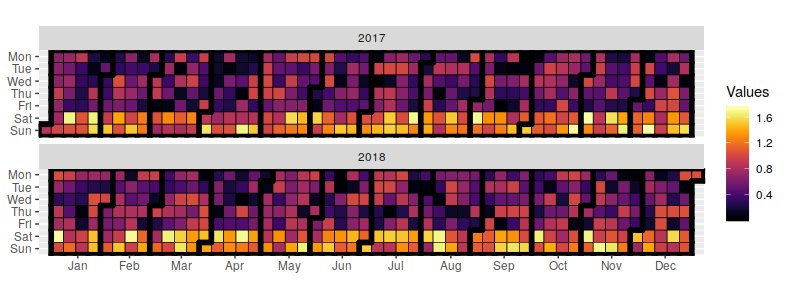 2017
Mon
Tue
Wed
Thu
Fri
Sat
Sun
2018
Mon
Tue
Wed
Thu
Fri
Sat
Sun
Jan Feb Mar Apr May Jun Jul Aug Sep Oct Nov Dec
Values
1.6
1.2
0.8
0.4